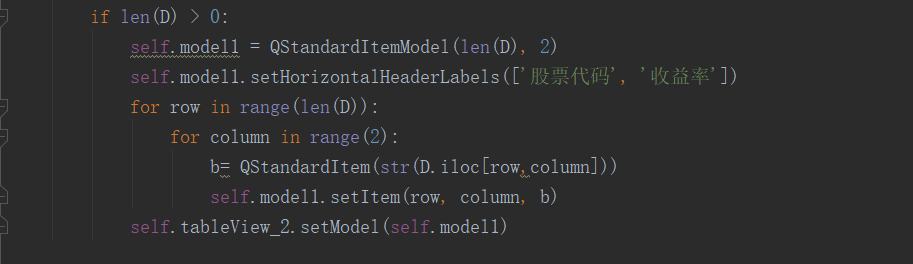 if len(D) > 0:
self.model1 = QStandardItemModel(len(D), 2)
self.model1.setHorizontalHeaderLabels(['股票代码', '收益率'])
for row in range(len(D)):
for column in range(2):
b= QStandardItem(str(D.iloc[row,column]))
self.model1.setItem(row, column, b)
self.tableView_2.setModel(self.model1)